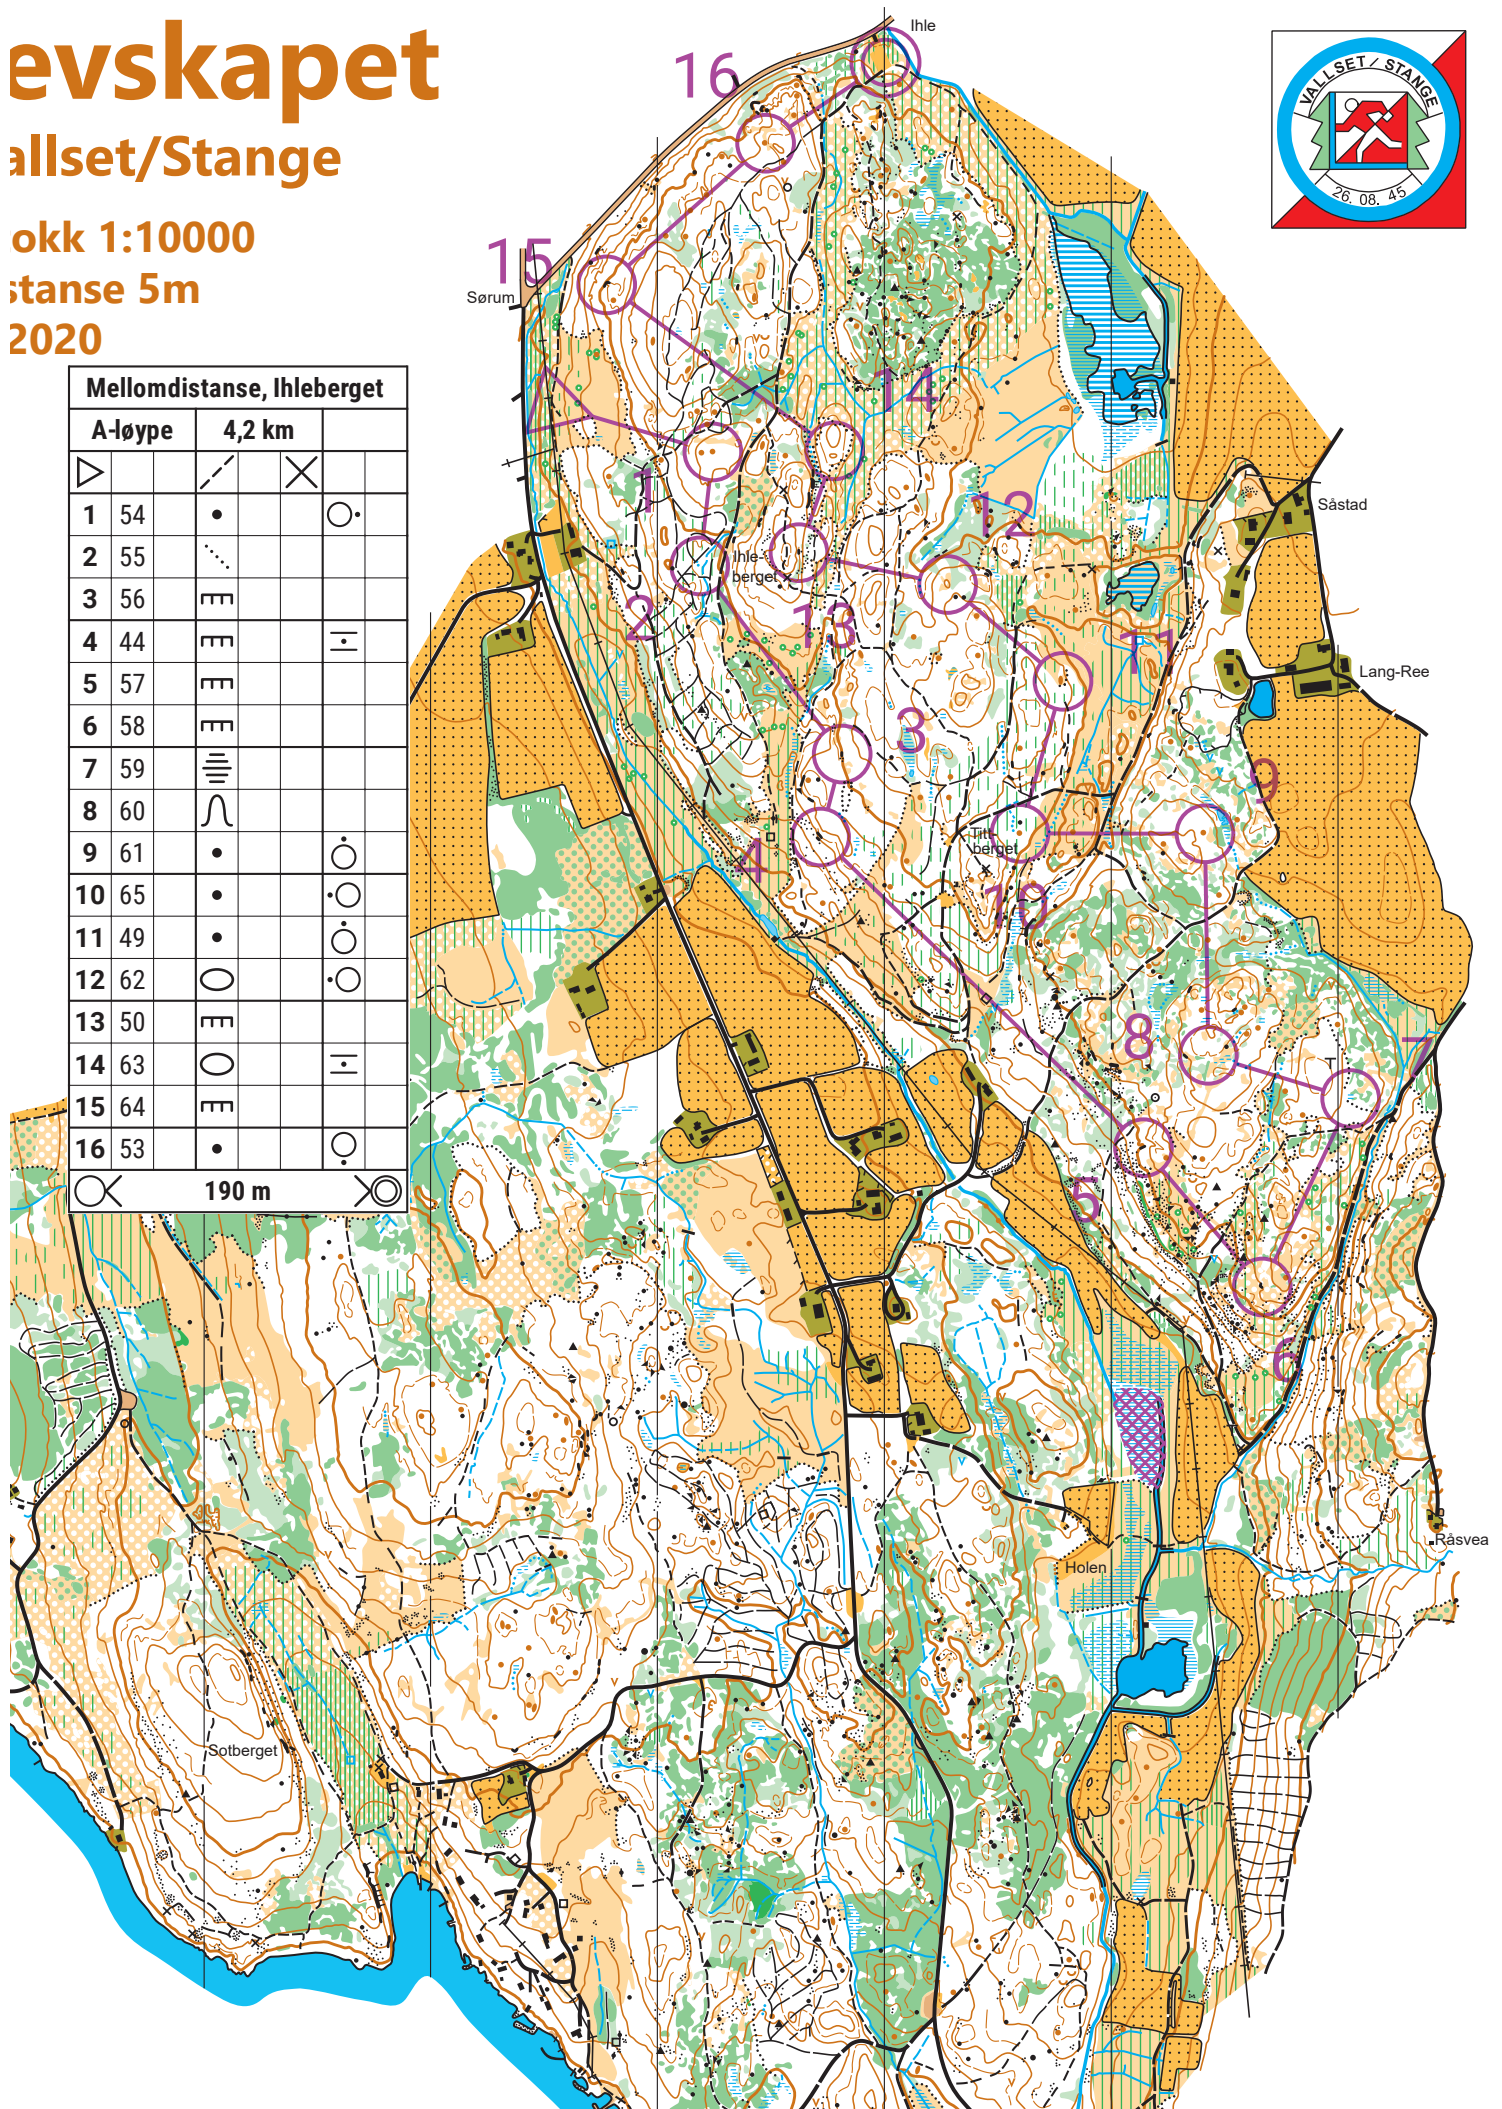 evskapet
allset/Stange
okk 1:10000
stanse 5m
2020
Mellomdistanse, Ihleberget
A-løype 4,2 km
1 54
2 55
3 56
4 44
5 57
6 58
7 59
8 60
9 61
10 65
11 49
12 62
13 50
14 63
15 64
16 53
190 m
VALLSET / STANGE
26. 08. 45
Ihle
16
15
Sørum
14
1
12
Såstad
Ihle-
berget
2
13
11
Lang-Ree
3
9
4
Titt-
berget
10
8
7
5
6
Råsvea
Holen
Sotberget